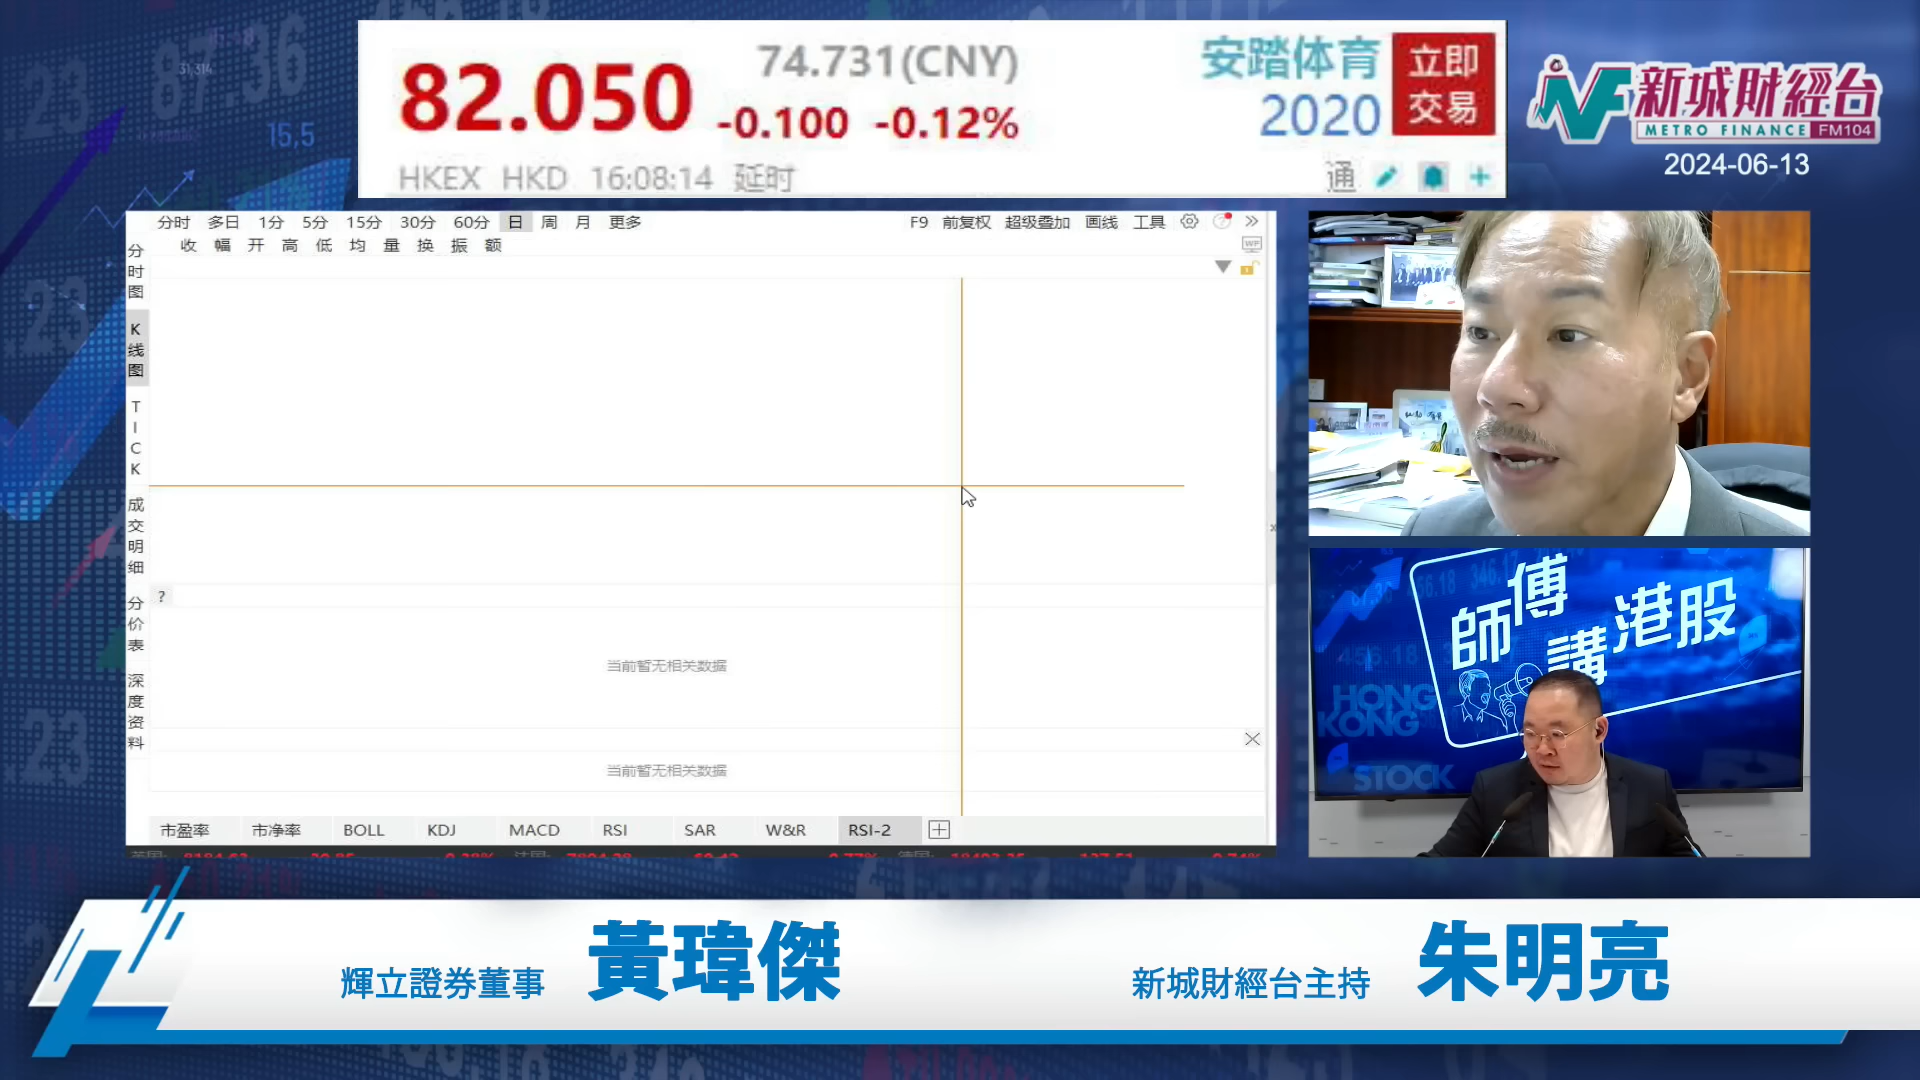 82.050
74.731(CNY)
-0.100 -0.12%
HKEX HKD 16:08:14 延时
安踏体育
2020
立即
交易
通
新城財經台
METRO FINANCE FM104
2024-06-13
分时 多日 1分 5分 15分 30分 60分 日 周 月 更多
F9 前复权 超级叠加 画线 工具
收 幅 开 高 低 均 量 换 振 额
WP
分时图
K线图
TICK
成交明细
分价表
深度资料
?
当前暂无相关数据
当前暂无相关数据
市盈率 市净率 BOLL KDJ MACD RSI SAR W&R RSI-2
師傅
講港股
HONG
KONG
STOCK
輝立證券董事 黃瑋傑
新城財經台主持 朱明亮